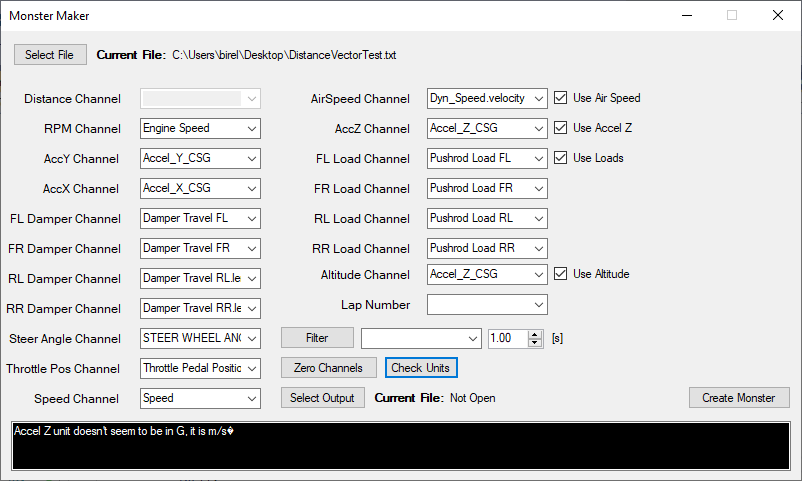 Monster Maker
Select File Current File: C:\Users\birel\Desktop\DistanceVectorTest.txt
Distance Channel AirSpeed Channel Dyn_Speed.velocity Use Air Speed
RPM Channel Engine Speed AccZ Channel Accel_Z_CSG Use Accel Z
AccY Channel Accel_Y_CSG FL Load Channel Pushrod Load FL Use Loads
AccX Channel Accel_X_CSG FR Load Channel Pushrod Load FR
FL Damper Channel Damper Travel FL RL Load Channel Pushrod Load RL
FR Damper Channel Damper Travel FR RR Load Channel Pushrod Load RR
RL Damper Channel Damper Travel RL.le Altitude Channel Accel_Z_CSG Use Altitude
RR Damper Channel Damper Travel RR.le Lap Number
Steer Angle Channel STEER WHEEL ANG Filter 1.00 [s]
Throttle Pos Channel Throttle Pedal Positio Zero Channels Check Units
Speed Channel Speed Select Output Current File: Not Open Create Monster
Accel Z unit doesn't seem to be in G, it is m/s�